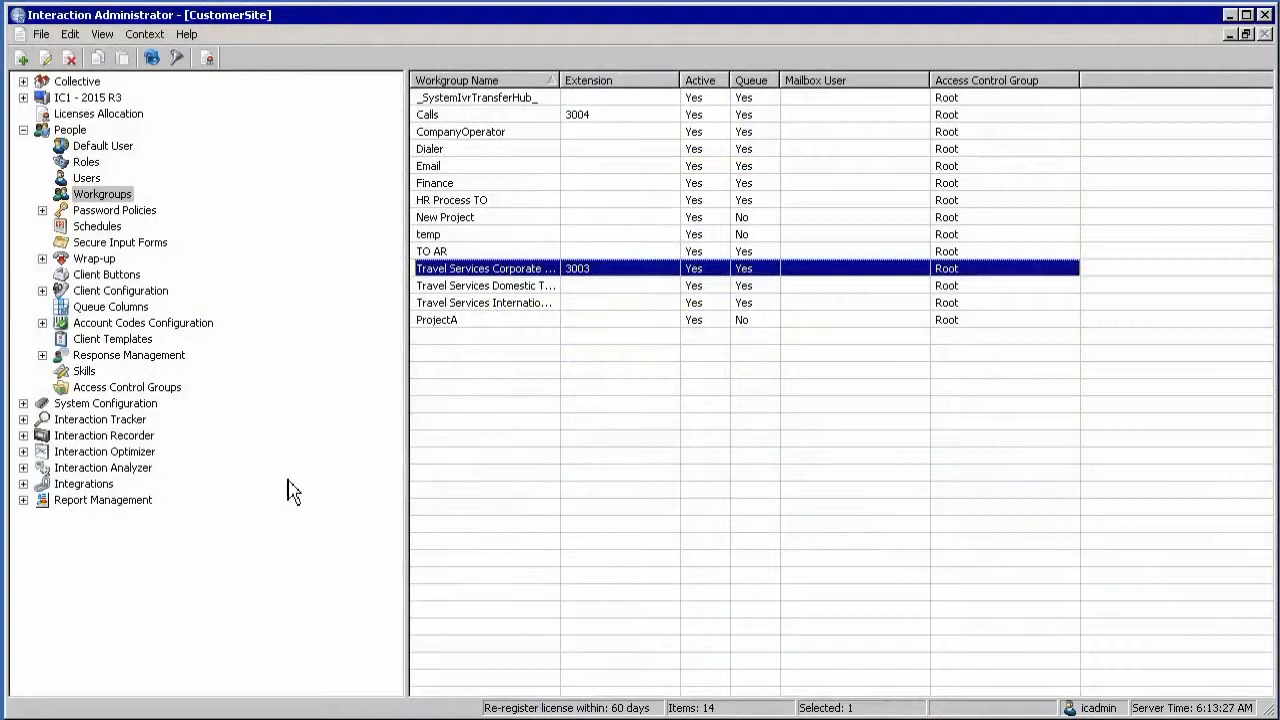 Interaction Administrator - [CustomerSite]
File Edit View Context Help
Collective
IC1 - 2015 R3
Licenses Allocation
People
Default User
Roles
Users
Workgroups
Password Policies
Schedules
Secure Input Forms
Wrap-up
Client Buttons
Client Configuration
Queue Columns
Account Codes Configuration
Client Templates
Response Management
Skills
Access Control Groups
System Configuration
Interaction Tracker
Interaction Recorder
Interaction Optimizer
Interaction Analyzer
Integrations
Report Management
Workgroup Name Extension Active Queue Mailbox User Access Control Group
_SystemIvrTransferHub_ Yes Yes Root
Calls 3004 Yes Yes Root
CompanyOperator Yes Yes Root
Dialer Yes Yes Root
Email Yes Yes Root
Finance Yes Yes Root
HR Process TO Yes Yes Root
New Project Yes No Root
temp Yes No Root
TO AR Yes Yes Root
Travel Services Corporate ... 3003 Yes Yes Root
Travel Services Domestic T... Yes Yes Root
Travel Services Internatio... Yes Yes Root
ProjectA Yes No Root
Re-register license within: 60 days Items: 14 Selected: 1 icadmin Server Time: 6:13:27 AM